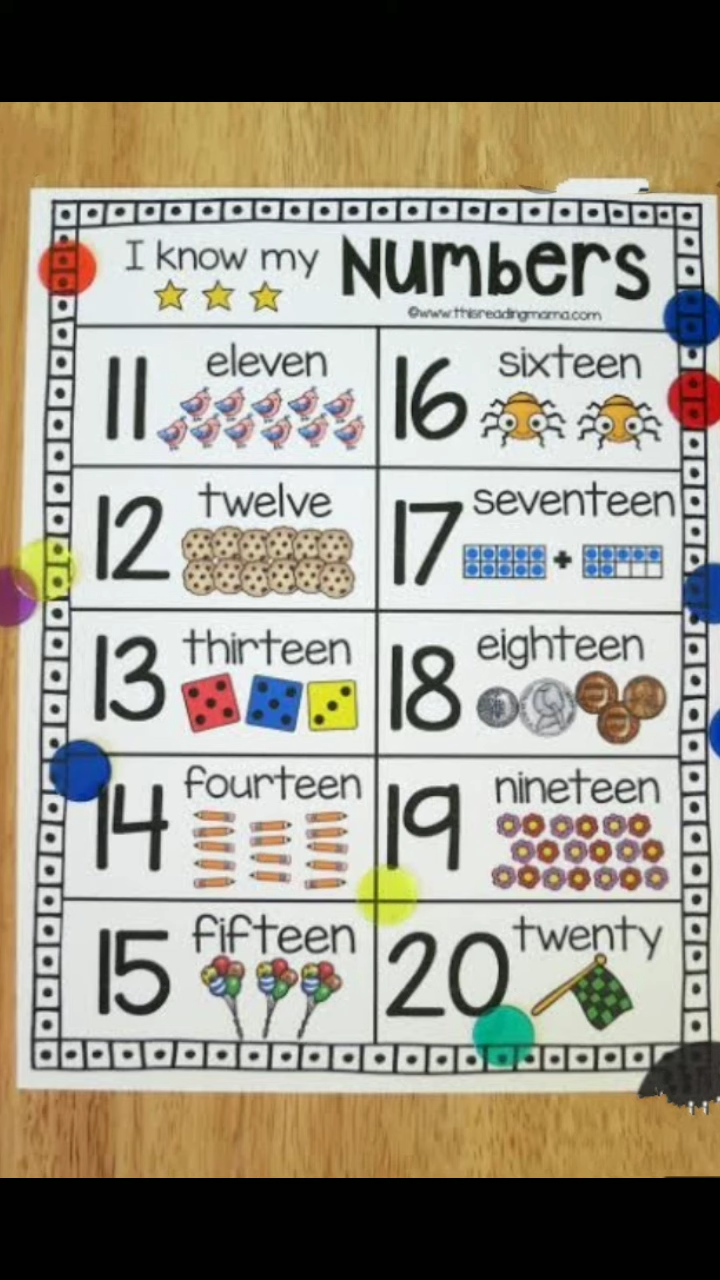 I know my Numbers
©www.thisreadingmama.com
11 eleven
16 sixteen
12 twelve
17 seventeen
+
13 thirteen
18 eighteen
14 fourteen
19 nineteen
15 fifteen
20 twenty